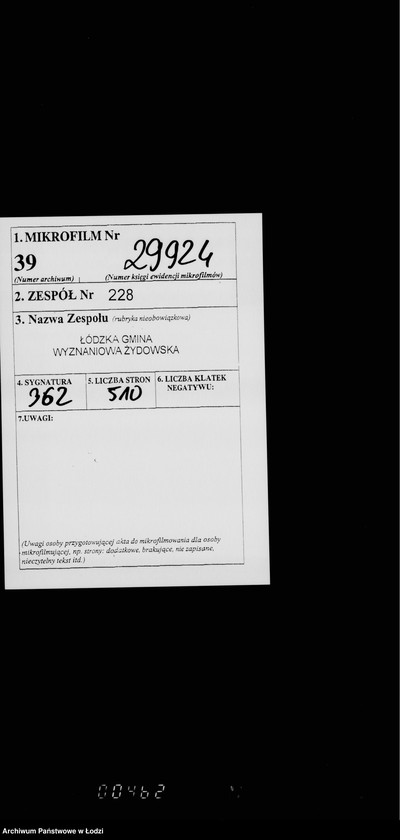 1. MIKROFILM Nr
39
29924
(Numer archiwum) (Numer księgi ewidencji mikrofilmów)
2. ZESPÓŁ Nr 228
3. Nazwa Zespołu (rubryka nieobowiązkowa)
ŁÓDZKA GMINA
WYZNANIOWA ŻYDOWSKA
4. SYGNATURA 5. LICZBA STRON 6. LICZBA KLATEK
NEGATYWU:
362 510
7.UWAGI:
(Uwagi osoby przygotowującej akta do mikrofilmowania dla osoby
mikrofilmującej, np. strony: dodatkowe, brakujące, nie zapisane,
nieczytelny tekst itd.)
00462
Archiwum Państwowe w Łodzi